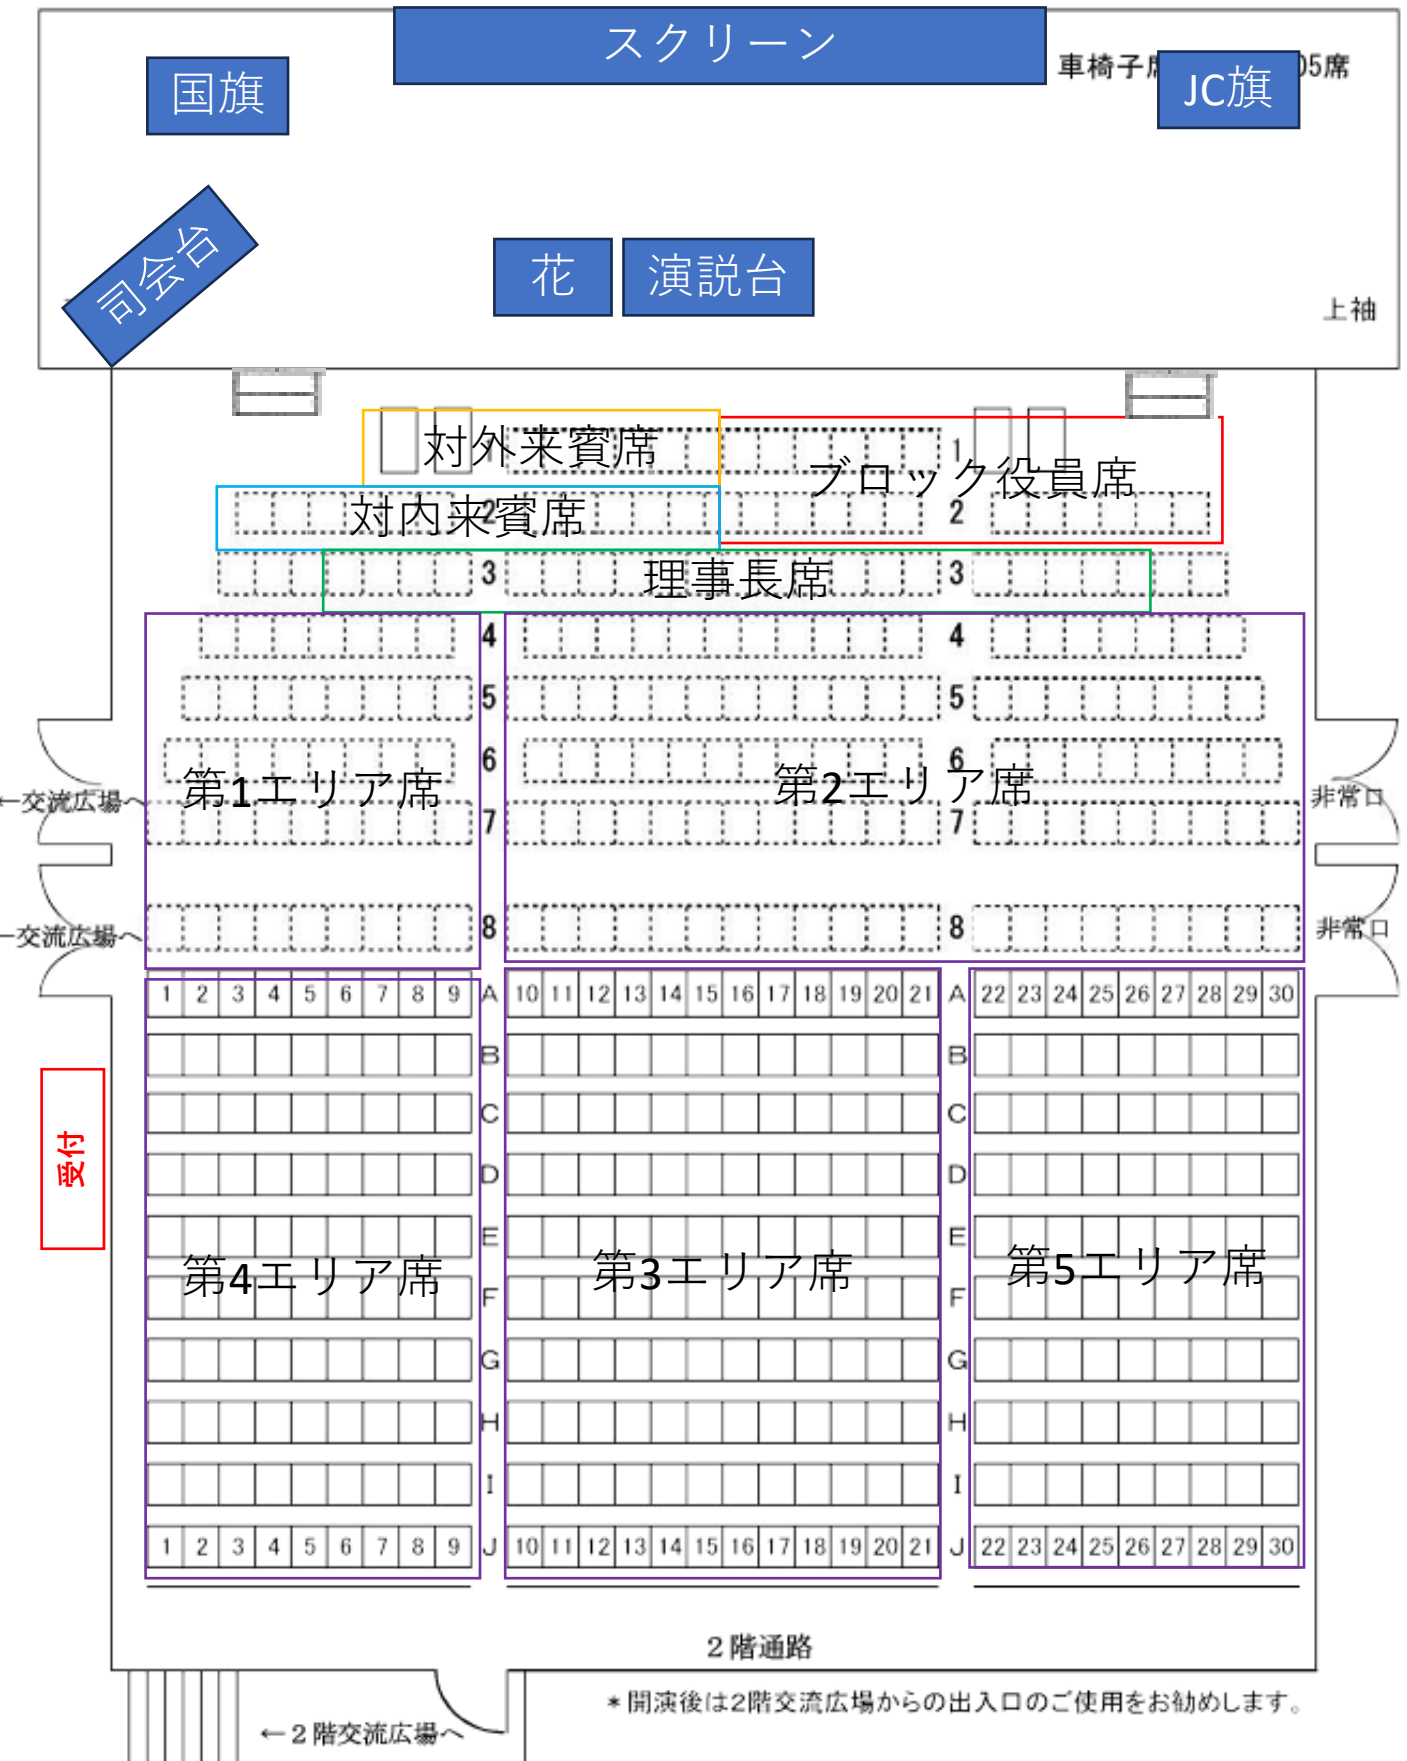 スクリーン
国旗
車椅子
05席
JC旗
司会台
花
演説台
上袖
対外来賓席
1
1
ブロック役員席
対内来賓席
2
2
3
理事長席
3
4
4
5
5
6
6
第1エリア席
第2エリア席
←交流広場へ
非常口
7
7
←交流広場へ
8
8
非常口
1 2 3 4 5 6 7 8 9 A 10 11 12 13 14 15 16 17 18 19 20 21 A 22 23 24 25 26 27 28 29 30
B B
C C
受付
D D
E E
第4エリア席
第3エリア席
第5エリア席
F F
G G
H H
I I
1 2 3 4 5 6 7 8 9 J 10 11 12 13 14 15 16 17 18 19 20 21 J 22 23 24 25 26 27 28 29 30
2階通路
*開演後は2階交流広場からの出入口のご使用をお勧めします。
←2階交流広場へ